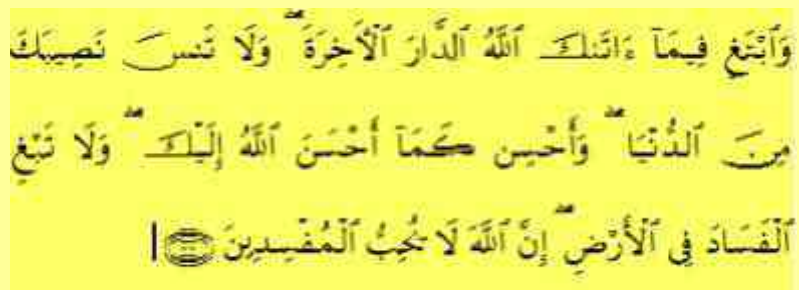 وَٱبْتَغِ فِيمَآ ءَاتَىٰكَ ٱللَّهُ ٱلدَّارَ ٱلْأَخِرَةَ ۖ وَلَا تَنسَ نَصِيبَكَ
مِنَ ٱلدُّنْيَا ۖ وَأَحْسِن كَمَآ أَحْسَنَ ٱللَّهُ إِلَيْكَ ۖ وَلَا تَبْغِ
ٱلْفَسَادَ فِى ٱلْأَرْضِ ۖ إِنَّ ٱللَّهَ لَا يُحِبُّ ٱلْمُفْسِدِينَ